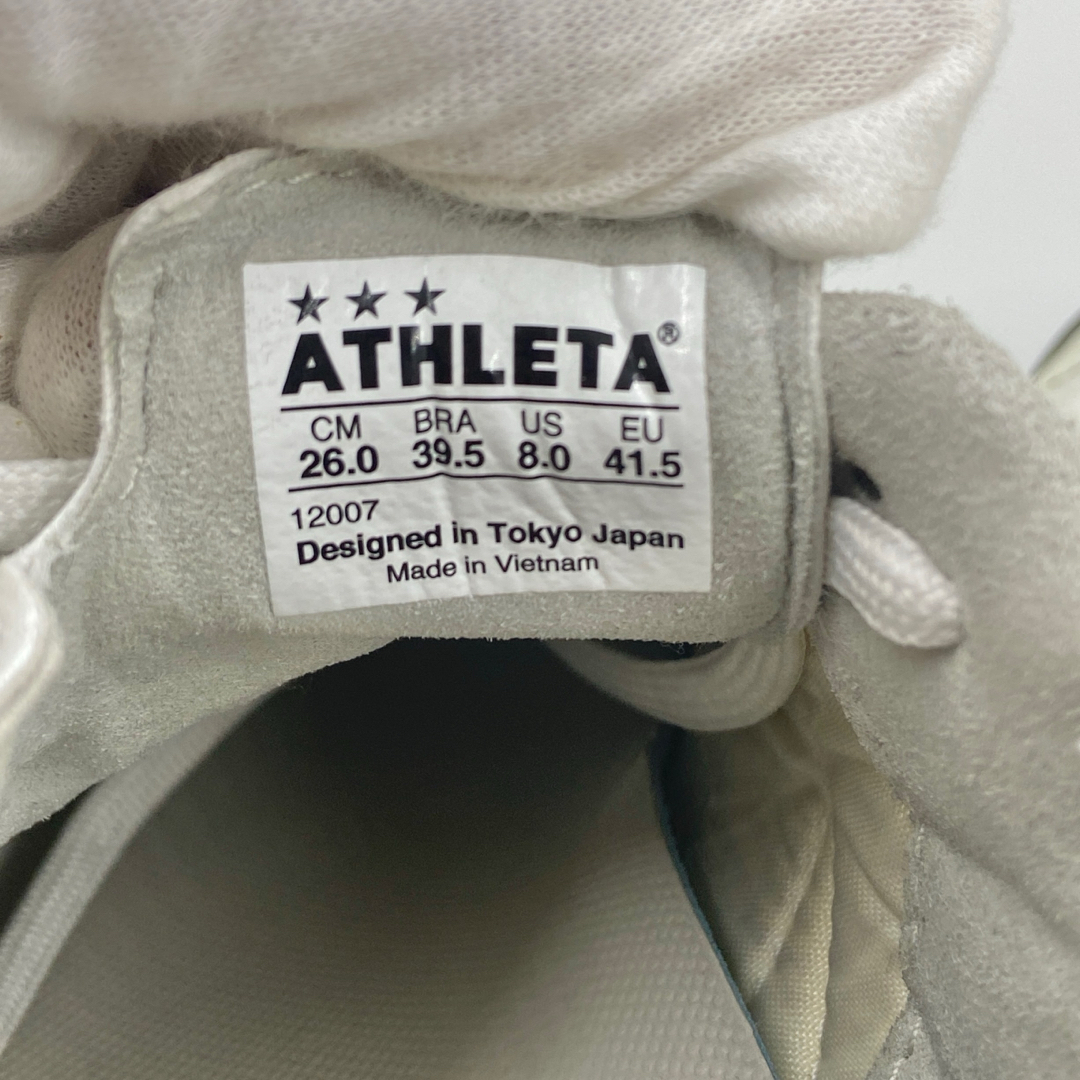 ★ ★ ★
ATHLETA®
CM BRA US EU
26.0 39.5 8.0 41.5
12007
Designed in Tokyo Japan
Made in Vietnam